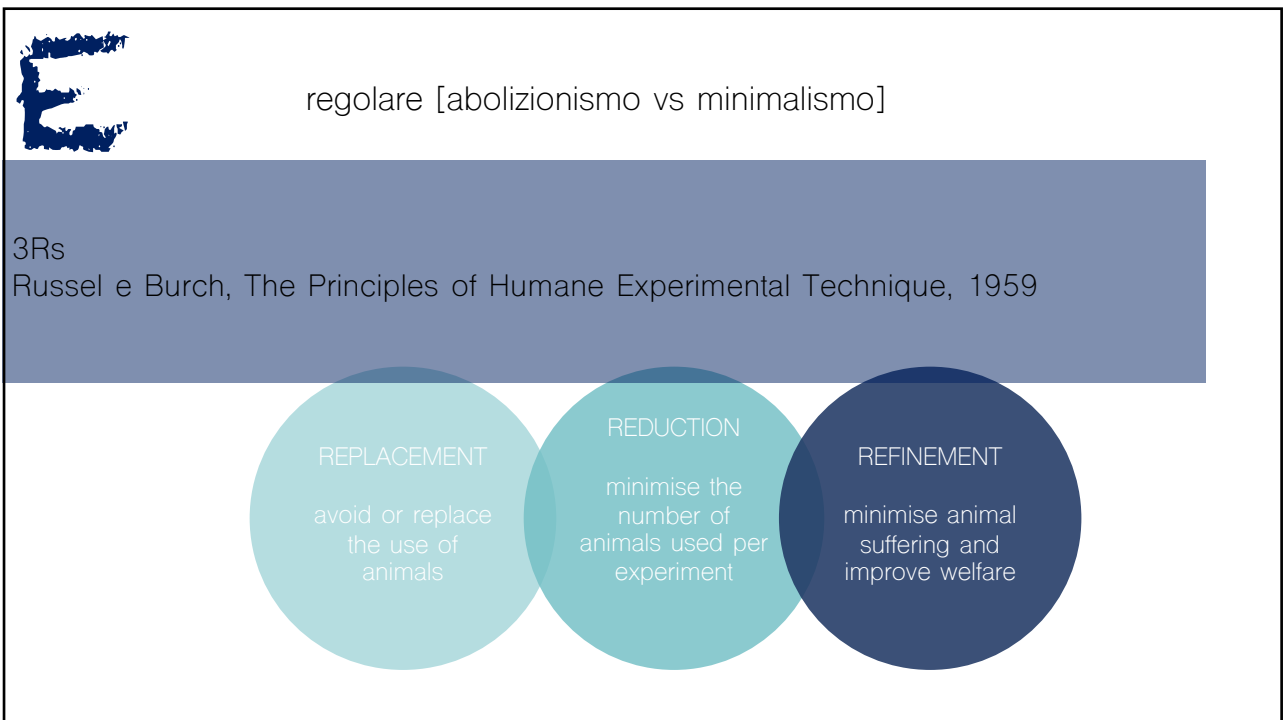 E
regolare [abolizionismo vs minimalismo]
3Rs
Russel e Burch, The Principles of Humane Experimental Technique, 1959
REPLACEMENT
avoid or replace
the use of
animals
REDUCTION
minimise the
number of
animals used per
experiment
REFINEMENT
minimise animal
suffering and
improve welfare